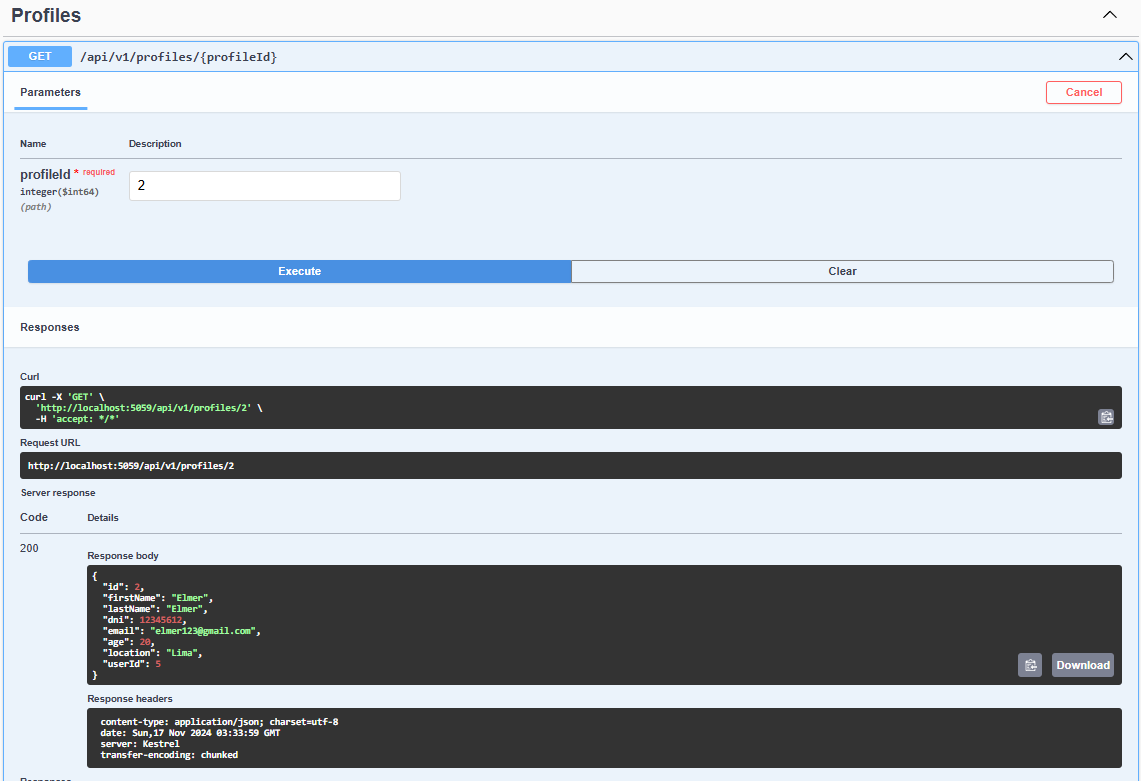 Profiles
GET /api/v1/profiles/{profileId}
Parameters Cancel
Name Description
profileId * required 2
integer($int64)
(path)
Execute Clear
Responses
Curl
curl -X 'GET' \
'http://localhost:5059/api/v1/profiles/2' \
-H 'accept: */*'
Request URL
http://localhost:5059/api/v1/profiles/2
Server response
Code Details
200
Response body
{
"id": 2,
"firstName": "Elmer",
"lastName": "Elmer",
"dni": 12345612,
"email": "elmer123@gmail.com",
"age": 20,
"location": "Lima",
"userId": 5
}
Download
Response headers
content-type: application/json; charset=utf-8
date: Sun,17 Nov 2024 03:33:59 GMT
server: Kestrel
transfer-encoding: chunked
Responses